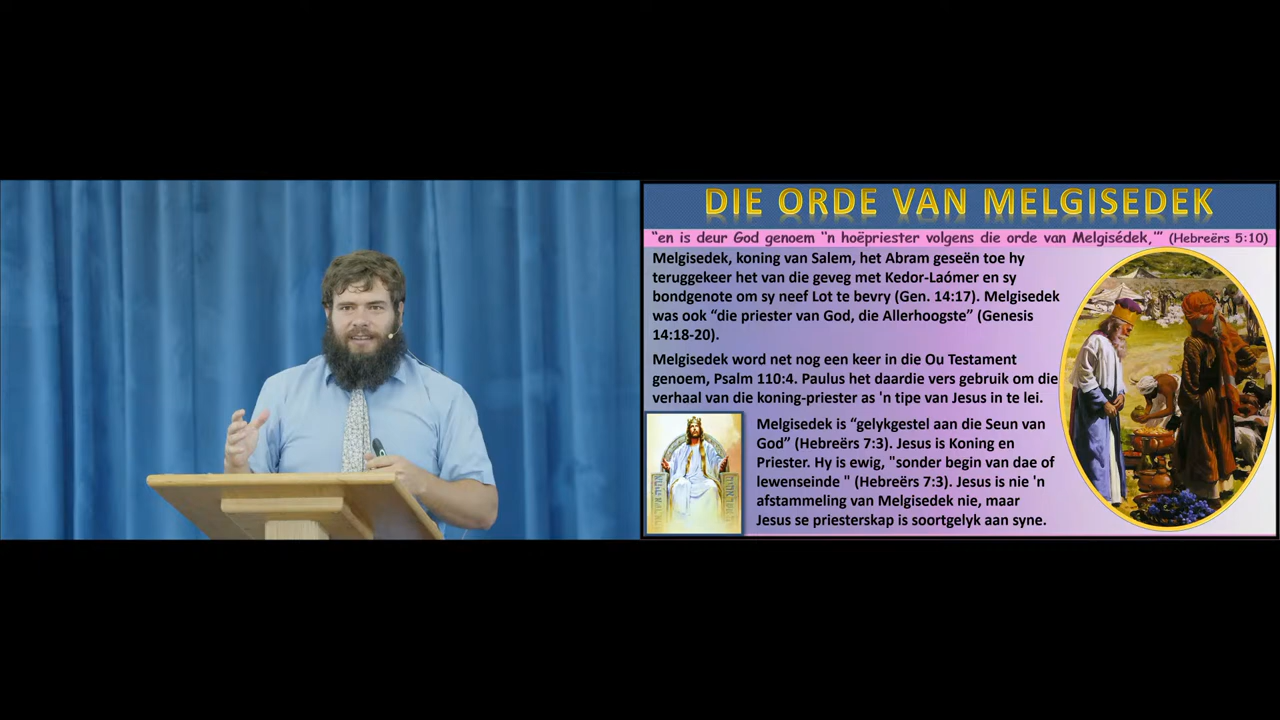 DIE ORDE VAN MELGISEDEK
“en is deur God genoem “n hoëpriester volgens die orde van Melgisédek,’” (Hebreërs 5:10)
Melgisedek, koning van Salem, het Abram geseën toe hy
teruggekeer het van die geveg met Kedor-Laómer en sy
bondgenote om sy neef Lot te bevry (Gen. 14:17). Melgisedek
was ook “die priester van God, die Allerhoogste” (Genesis
14:18-20).
Melgisedek word net nog een keer in die Ou Testament
genoem, Psalm 110:4. Paulus het daardie vers gebruik om die
verhaal van die koning-priester as 'n tipe van Jesus in te lei.
Melgisedek is “gelykgestel aan die Seun van
God” (Hebreërs 7:3). Jesus is Koning en
Priester. Hy is ewig, "sonder begin van dae of
lewenseinde " (Hebreërs 7:3). Jesus is nie 'n
afstammeling van Melgisedek nie, maar
Jesus se priesterskap is soortgelyk aan syne.